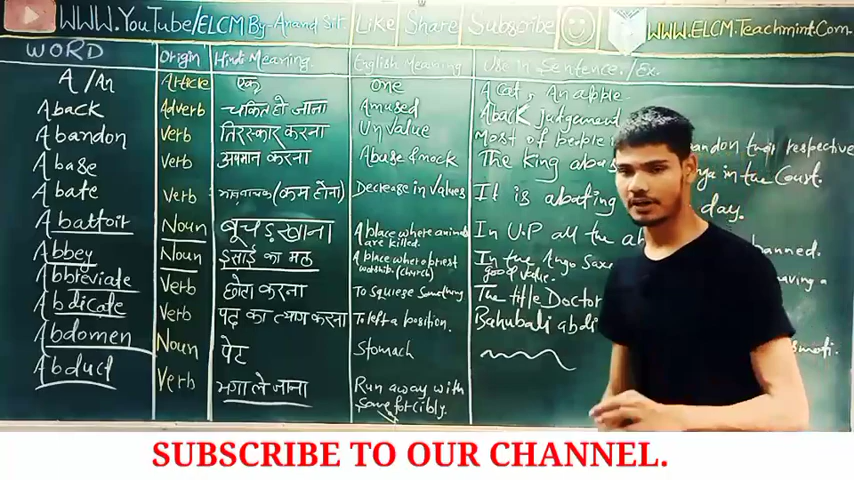 WWW.YouTube/ELCM By-Anand Sir. Like Share Subscribe WWW.ELCM.Teachmint.Com.
WORD Origin Hindi Meaning. English Meaning Use in Sentence./Ex.
A/An Article एक one A Cat, An apple.
Aback Adverb चकित हो जाना Amused Aback judgement
Abandon Verb तिरस्कार करना Unvalue Most of people andon their respective
Abase Verb अपमान करना Abuse & mock The King abus in the Court.
Abate Verb (कम होना) Decrease in values It is abating day.
Abattoir Noun बूचड़खाना A place where animals are killed. In U.P all the ab banned.
Abbey Noun ईसाई का मठ A place where priest worship. (church) In the Ango Saxo good value.
Abbreviate Verb छोटा करना To squiese something The title Doctor
Abdicate Verb पद का त्याग करना To left a position. Bahubali abdi
Abdomen Noun पेट Stomach
Abduct Verb भगा ले जाना Run away with forcibly.
SUBSCRIBE TO OUR CHANNEL.